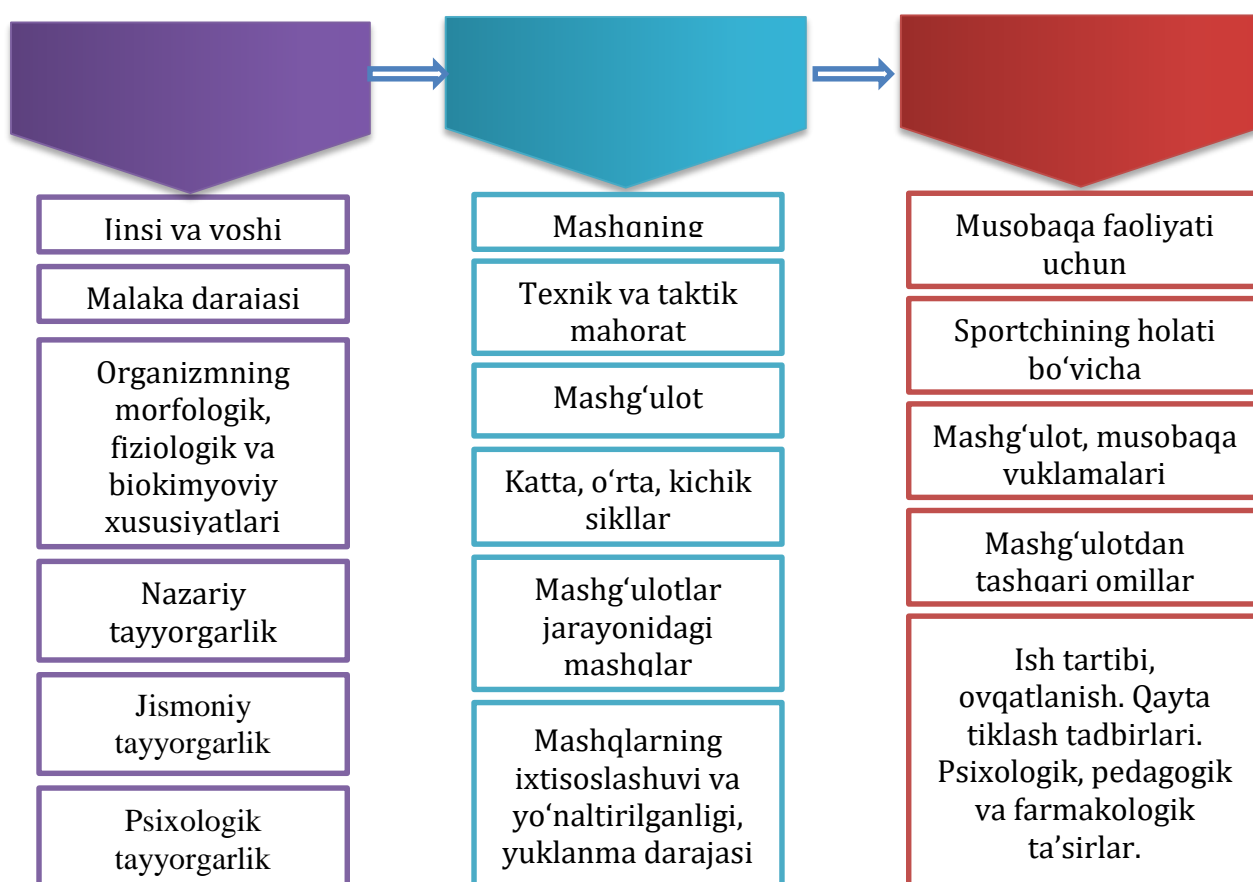 Jinsi va yoshi
Malaka darajasi
Organizmning
morfologik,
fiziologik va
biokimyoviy
xususiyatlari
Nazariy
tayyorgarlik
Jismoniy
tayyorgarlik
Psixologik
tayyorgarlik
Mashqning
Texnik va taktik
mahorat
Mashg‘ulot
Katta, o‘rta, kichik
sikllar
Mashg‘ulotlar
jarayonidagi
mashqlar
Mashqlarning
ixtisoslashuvi va
yo‘naltirilganligi,
yuklanma darajasi
Musobaqa faoliyati
uchun
Sportchining holati
bo‘yicha
Mashg‘ulot, musobaqa
yuklamalari
Mashg‘ulotdan
tashqari omillar
Ish tartibi,
ovqatlanish. Qayta
tiklash tadbirlari.
Psixologik, pedagogik
va farmakologik
ta’sirlar.